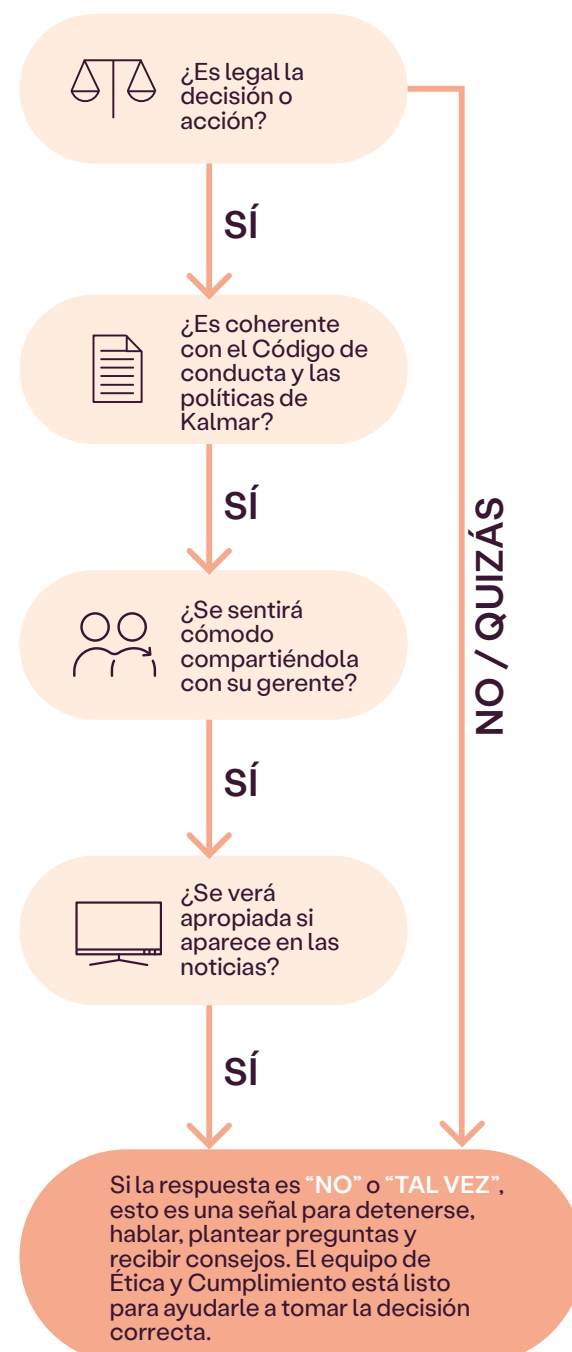 ¿Es legal la
decisión o
acción?
SÍ
¿Es coherente
con el Código de
conducta y las
políticas de
Kalmar?
SÍ
¿Se sentirá
cómodo
compartiéndola
con su gerente?
SÍ
¿Se verá
apropiada si
aparece en las
noticias?
SÍ
NO / QUIZÁS
Si la respuesta es “NO” o “TAL VEZ”,
esto es una señal para detenerse,
hablar, plantear preguntas y
recibir consejos. El equipo de
Ética y Cumplimiento está listo
para ayudarle a tomar la decisión
correcta.